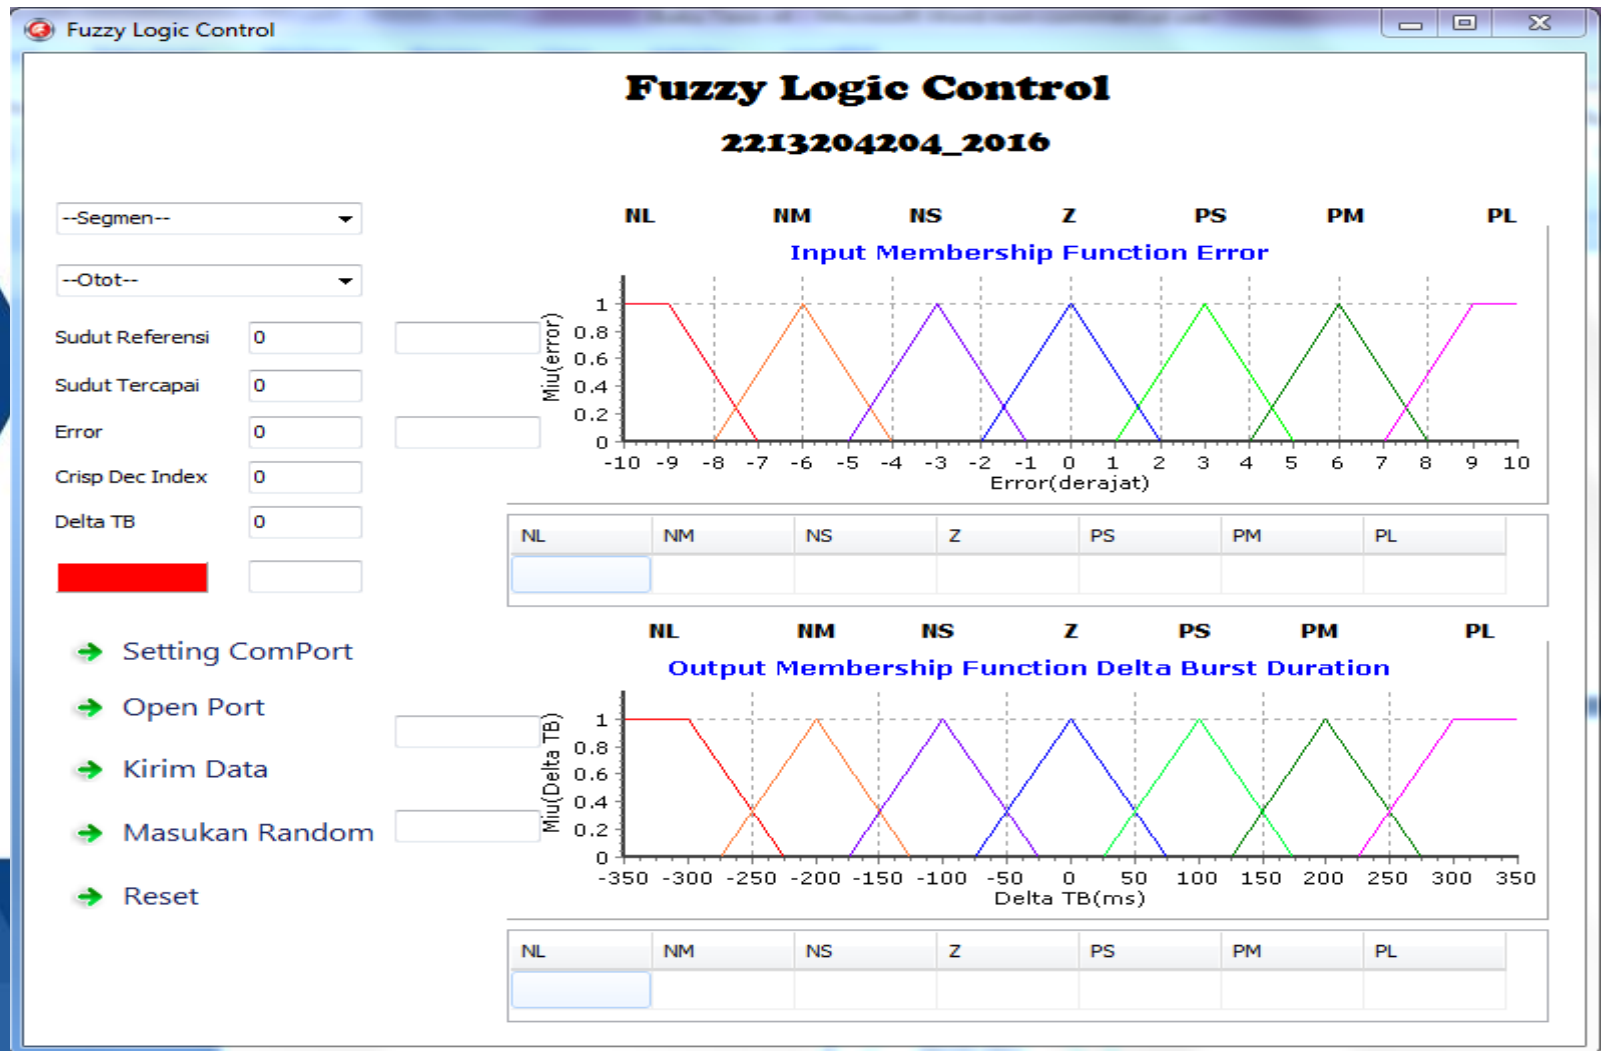 Fuzzy Logic Control
Fuzzy Logic Control
2213204204_2016
--Segmen--
--Otot--
Sudut Referensi 0
Sudut Tercapai 0
Error 0
Crisp Dec Index 0
Delta TB 0
Setting ComPort
Open Port
Kirim Data
Masukan Random
Reset
NL NM NS Z PS PM PL
Input Membership Function Error
Miu(error)
1
0.8
0.6
0.4
0.2
0
-10 -9 -8 -7 -6 -5 -4 -3 -2 -1 0 1 2 3 4 5 6 7 8 9 10
Error(derajat)
NL NM NS Z PS PM PL
NL NM NS Z PS PM PL
Output Membership Function Delta Burst Duration
Miu(Delta TB)
1
0.8
0.6
0.4
0.2
0
-350 -300 -250 -200 -150 -100 -50 0 50 100 150 200 250 300 350
Delta TB(ms)
NL NM NS Z PS PM PL